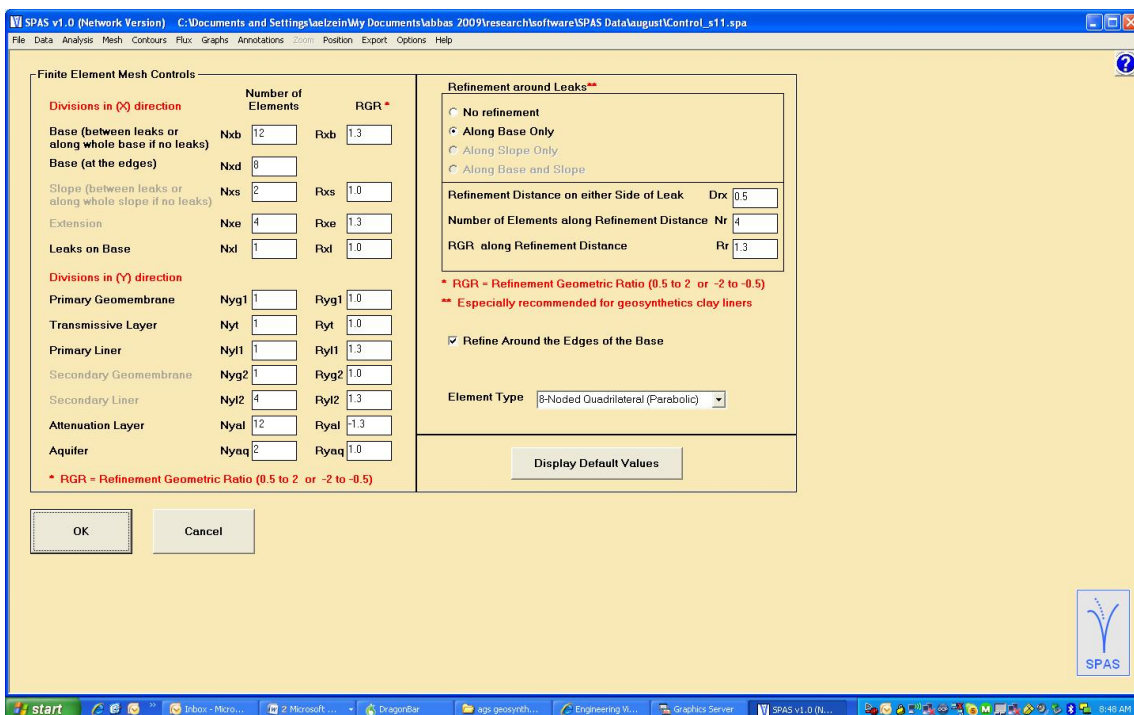 SPAS v1.0 (Network Version) C:\Documents and Settings\aelzein\My Documents\abbas 2009\research\software\SPAS Data\august\Control_s11.spa
File Data Analysis Mesh Contours Flux Graphs Annotations Zoom Position Export Options Help
Finite Element Mesh Controls
Divisions in (X) direction
Number of Elements
RGR *
Base (between leaks or
along whole base if no leaks)
Nxb 12 Rxb 1.3
Base (at the edges) Nxd 8
Slope (between leaks or
along whole slope if no leaks)
Nxs 2 Rxs 1.0
Extension Nxe 4 Rxe 1.3
Leaks on Base Nxl 1 Rxl 1.0
Divisions in (Y) direction
Primary Geomembrane Nyg1 1 Ryg1 1.0
Transmissive Layer Nyt 1 Ryt 1.0
Primary Liner Nyl1 1 Ryl1 1.3
Secondary Geomembrane Nyg2 1 Ryg2 1.0
Secondary Liner Nyl2 4 Ryl2 1.3
Attenuation Layer Nyal 12 Ryal -1.3
Aquifer Nyaq 2 Ryaq 1.0
* RGR = Refinement Geometric Ratio (0.5 to 2 or -2 to -0.5)
Refinement around Leaks**
No refinement
Along Base Only
Along Slope Only
Along Base and Slope
Refinement Distance on either Side of Leak Drx 0.5
Number of Elements along Refinement Distance Nr 4
RGR along Refinement Distance Rr 1.3
* RGR = Refinement Geometric Ratio (0.5 to 2 or -2 to -0.5)
** Especially recommended for geosynthetics clay liners
Refine Around the Edges of the Base
Element Type 8-Noded Quadrilateral (Parabolic)
Display Default Values
OK Cancel
?
SPAS
start Inbox - Micro... 2 Microsoft ... DragonBar ags geosynth... Engineering Vi... Graphics Server SPAS v1.0 (N... 8:48 AM